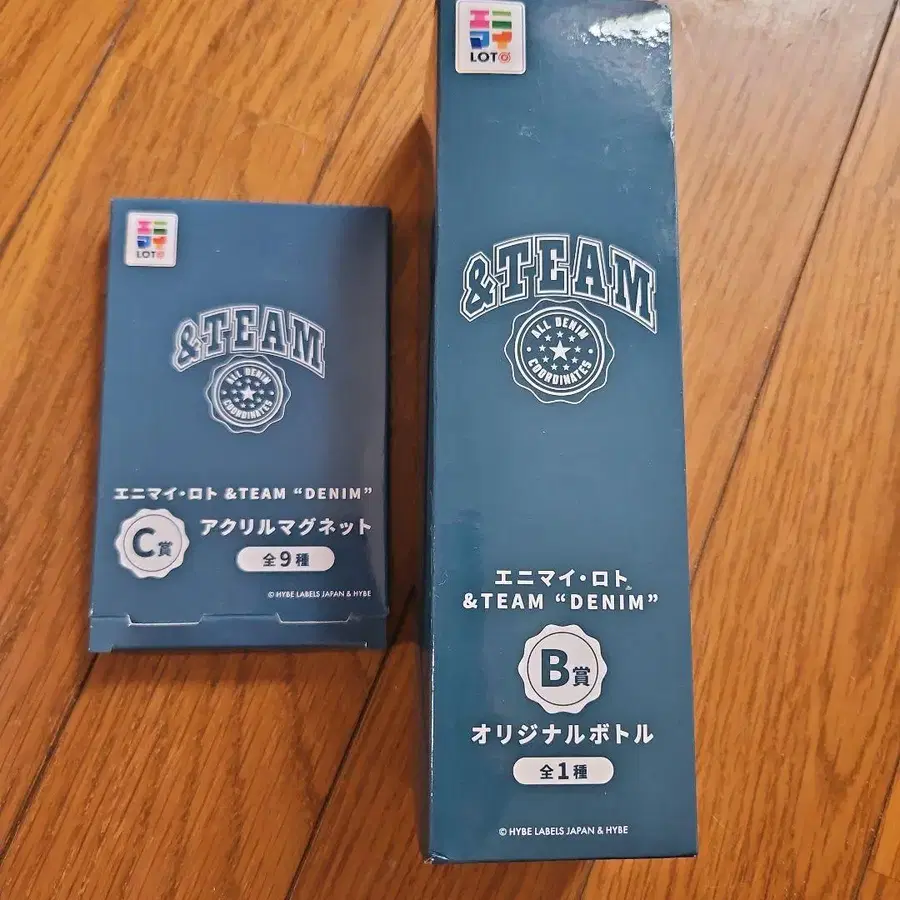 エニマイ
LOTO
&TEAM
ALL DENIM
COORDINATES
エニマイ・ロト &TEAM “DENIM”
C賞
アクリルマグネット
全9種
© HYBE LABELS JAPAN & HYBE
エニマイ
LOTO
&TEAM
ALL DENIM
COORDINATES
エニマイ・ロト
&TEAM “DENIM”
B賞
オリジナルボトル
全1種
© HYBE LABELS JAPAN & HYBE